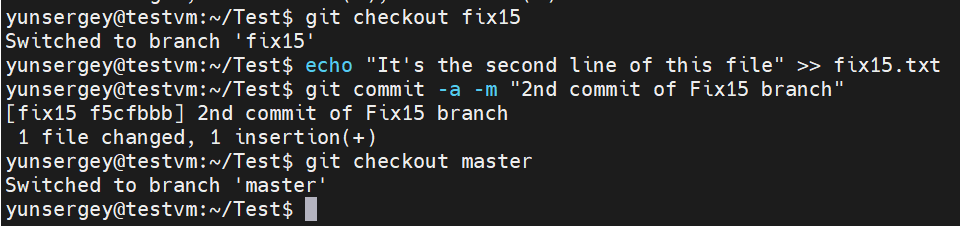 yunsergey@testvm:~/Test$ git checkout fix15
Switched to branch 'fix15'
yunsergey@testvm:~/Test$ echo "It's the second line of this file" >> fix15.txt
yunsergey@testvm:~/Test$ git commit -a -m "2nd commit of Fix15 branch"
[fix15 f5cfbbb] 2nd commit of Fix15 branch
 1 file changed, 1 insertion(+)
yunsergey@testvm:~/Test$ git checkout master
Switched to branch 'master'
yunsergey@testvm:~/Test$